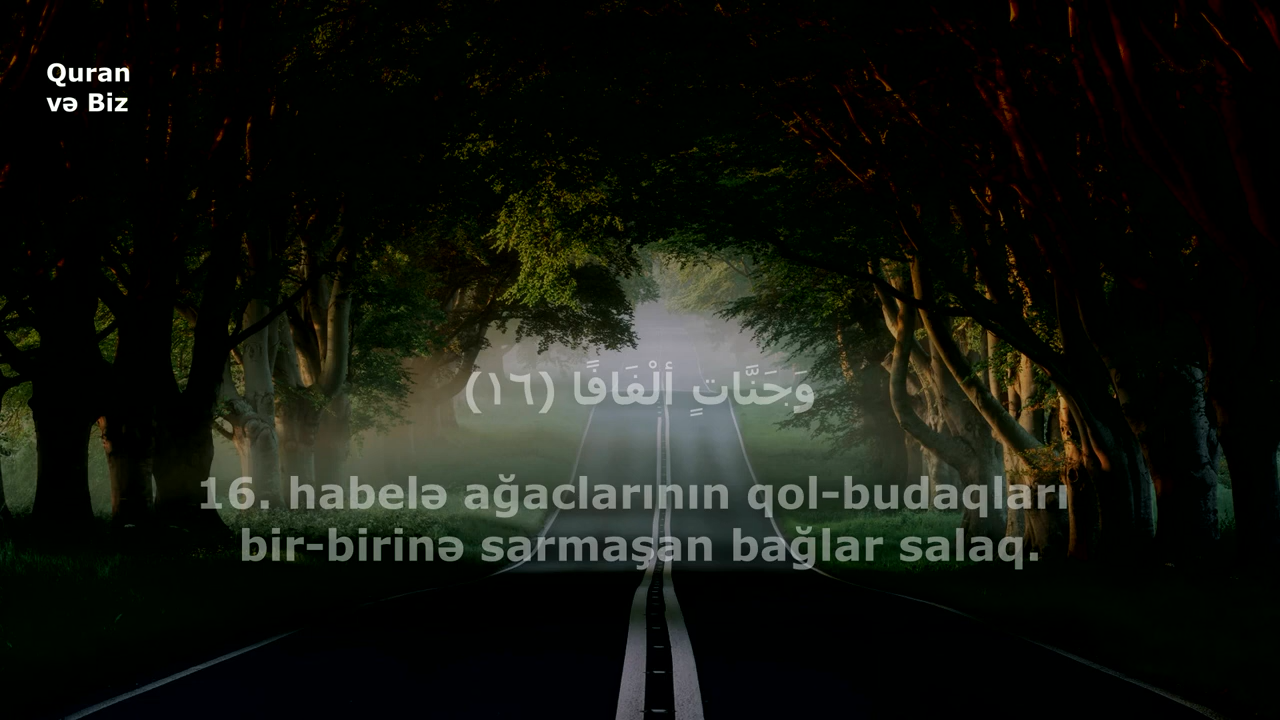 Quran
və Biz
وَجَنَّاتٍ أَلْفَافًا (١٦)
16. habelə ağaclarının qol-budaqları
bir-birinə sarmaşan bağlar salaq.